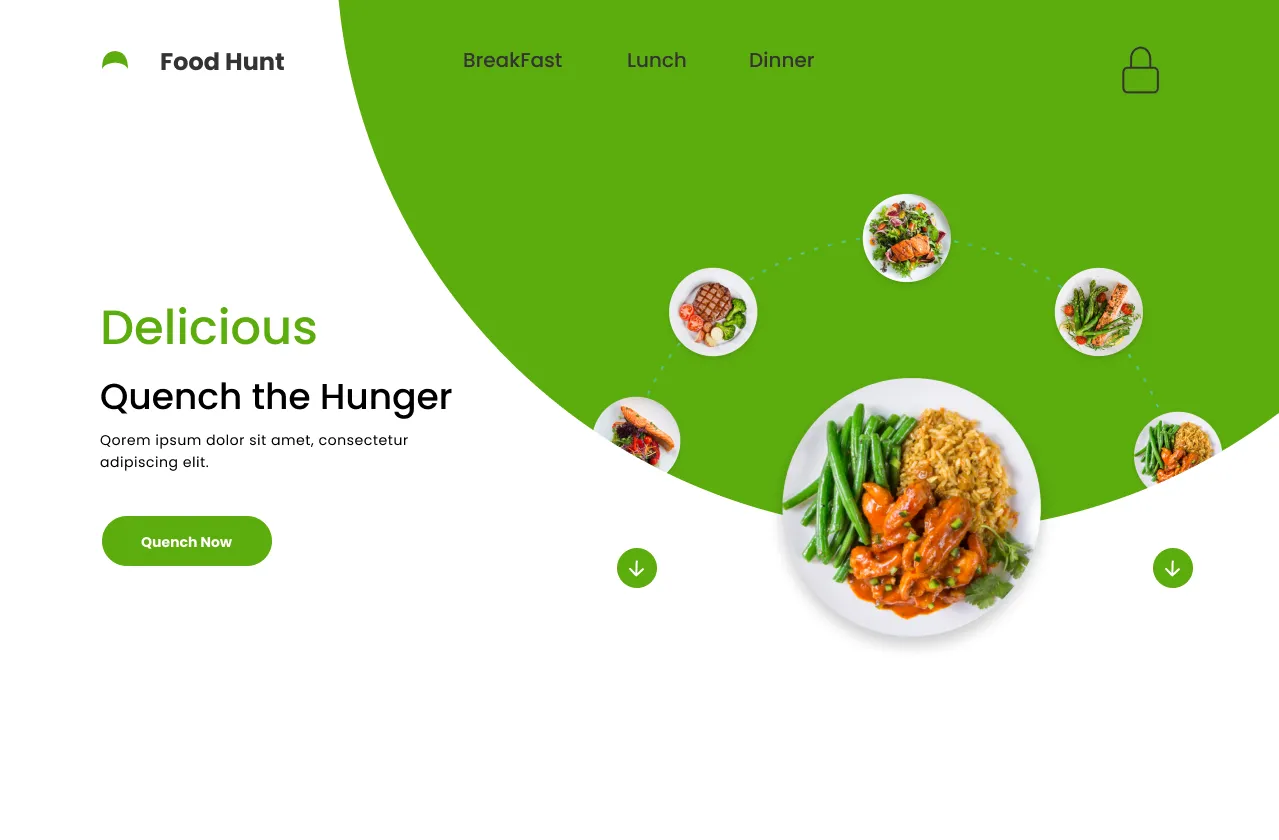 Food Hunt
BreakFast
Lunch
Dinner
Delicious
Quench the Hunger
Qorem ipsum dolor sit amet, consectetur
adipiscing elit.
Quench Now